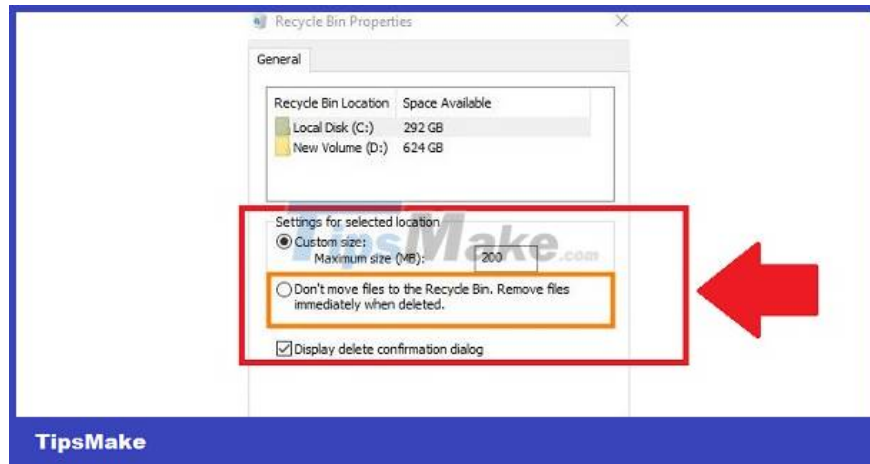 Recycle Bin Properties
General
Recycle Bin Location Space Available
Local Disk (C:) 292 GB
New Volume (D:) 624 GB
Settings for selected location
Custom size:
Maximum size (MB): 200
TipsMake.com
Don't move files to the Recycle Bin. Remove files
immediately when deleted.
Display delete confirmation dialog
TipsMake